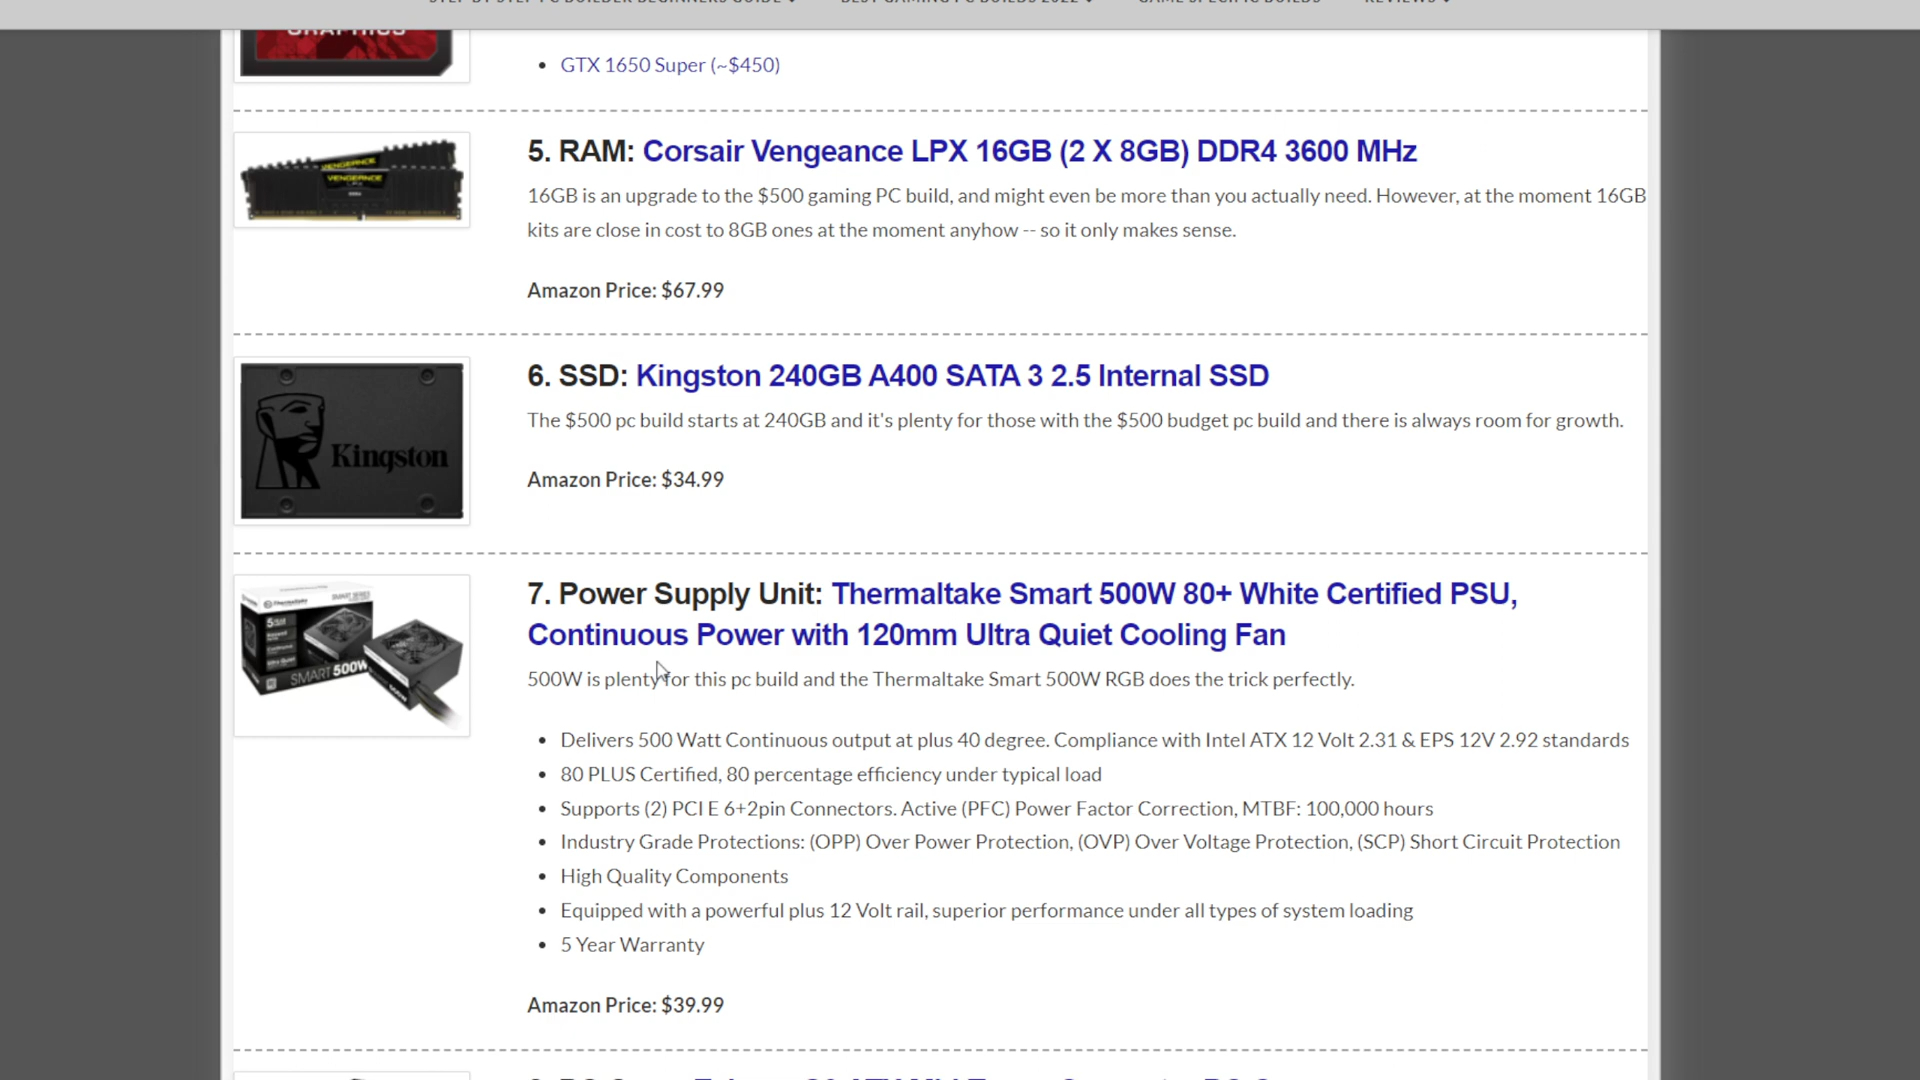 GRAPHICS
• GTX 1650 Super (~$450)
VENGEANCE
VENGEANCE
5. RAM: Corsair Vengeance LPX 16GB (2 X 8GB) DDR4 3600 MHz
16GB is an upgrade to the $500 gaming PC build, and might even be more than you actually need. However, at the moment 16GB
kits are close in cost to 8GB ones at the moment anyhow -- so it only makes sense.
Amazon Price: $67.99
Kingston
6. SSD: Kingston 240GB A400 SATA 3 2.5 Internal SSD
The $500 pc build starts at 240GB and it's plenty for those with the $500 budget pc build and there is always room for growth.
Amazon Price: $34.99
Thermaltake
SMART 500W
7. Power Supply Unit: Thermaltake Smart 500W 80+ White Certified PSU,
Continuous Power with 120mm Ultra Quiet Cooling Fan
500W is plenty for this pc build and the Thermaltake Smart 500W RGB does the trick perfectly.
• Delivers 500 Watt Continuous output at plus 40 degree. Compliance with Intel ATX 12 Volt 2.31 & EPS 12V 2.92 standards
• 80 PLUS Certified, 80 percentage efficiency under typical load
• Supports (2) PCI E 6+2pin Connectors. Active (PFC) Power Factor Correction, MTBF: 100,000 hours
• Industry Grade Protections: (OPP) Over Power Protection, (OVP) Over Voltage Protection, (SCP) Short Circuit Protection
• High Quality Components
• Equipped with a powerful plus 12 Volt rail, superior performance under all types of system loading
• 5 Year Warranty
Amazon Price: $39.99